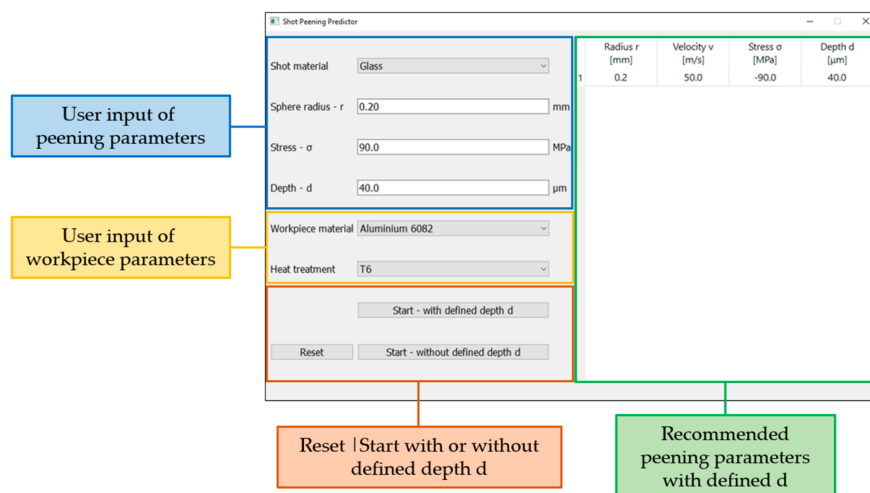 Shot Peening Predictor
User input of
peening parameters
User input of
workpiece parameters
Shot material Glass
Sphere radius - r 0.20 mm
Stress - σ 90.0 MPa
Depth - d 40.0 µm
Workpiece material Aluminium 6082
Heat treatment T6
Start - with defined depth d
Reset Start - without defined depth d
Radius r Velocity v Stress σ Depth d
[mm] [m/s] [MPa] [µm]
1 0.2 50.0 -90.0 40.0
Reset |Start with or without
defined depth d
Recommended
peening parameters
with defined d